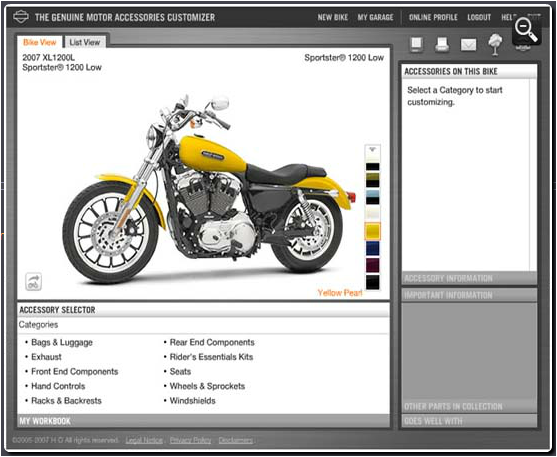 THE GENUINE MOTOR ACCESSORIES CUSTOMIZER
NEW BIKE MY GARAGE ONLINE PROFILE LOGOUT
Bike View List View
2007 XL1200L
Sportster® 1200 Low
Sportster® 1200 Low
Yellow Pearl
ACCESSORIES ON THIS BIKE
Select a Category to start
customizing.
ACCESSORY INFORMATION
IMPORTANT INFORMATION
OTHER PARTS IN COLLECTION
GOES WELL WITH
ACCESSORY SELECTOR
Categories
• Bags & Luggage
• Exhaust
• Front End Components
• Hand Controls
• Racks & Backrests
• Rear End Components
• Rider's Essentials Kits
• Seats
• Wheels & Sprockets
• Windshields
MY WORKBOOK
©2005-2007 H-D All rights reserved. Legal Notice Privacy Policy Disclaimers